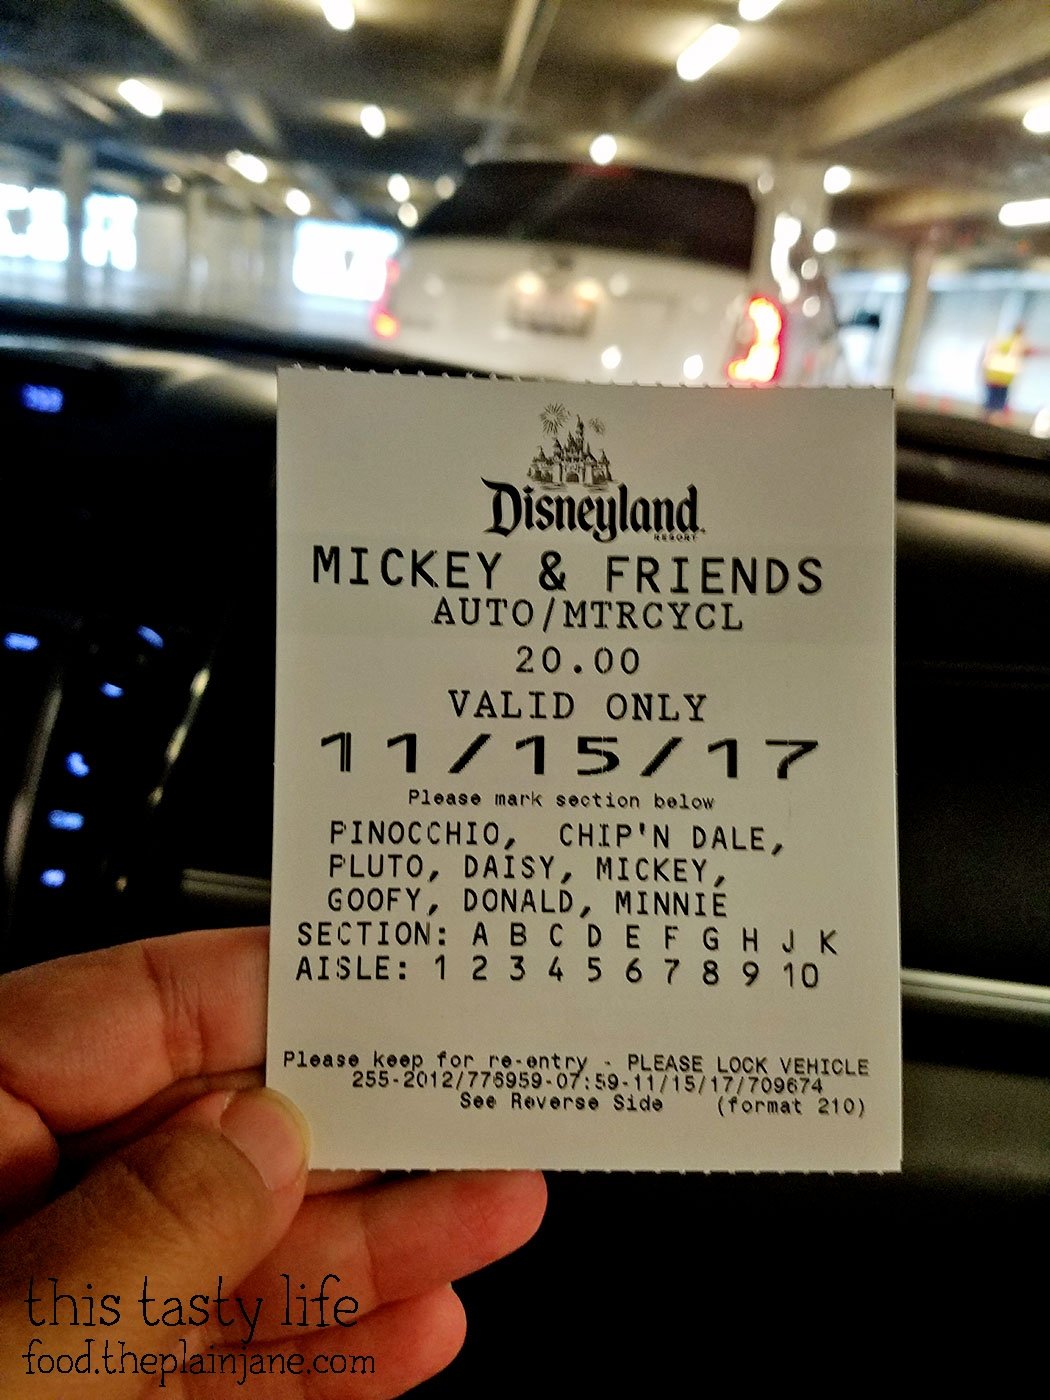 Disneyland
RESORT
MICKEY & FRIENDS
AUTO/MTRCYCL
20.00
VALID ONLY
11/15/17
Please mark section below
PINOCCHIO, CHIP'N DALE,
PLUTO, DAISY, MICKEY,
GOOFY, DONALD, MINNIE
SECTION: A B C D E F G H J K
AISLE: 1 2 3 4 5 6 7 8 9 10
Please keep for re-entry - PLEASE LOCK VEHICLE
255-2012/776959-07:59-11/15/17/709674
See Reverse Side (format 210)
this tasty life
food.theplainjane.com